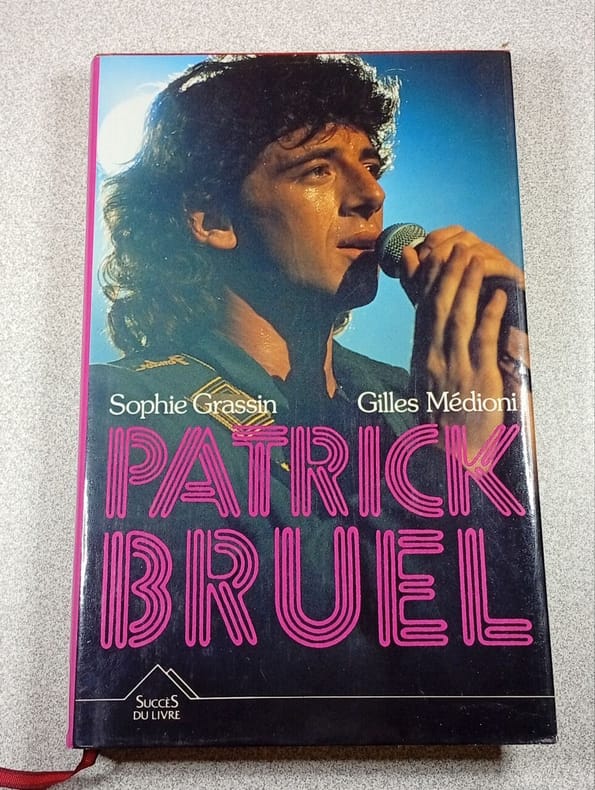 Sophie Grassin Gilles Médioni
PATRICK
BRUEL
SUCCÈS
DU LIVRE